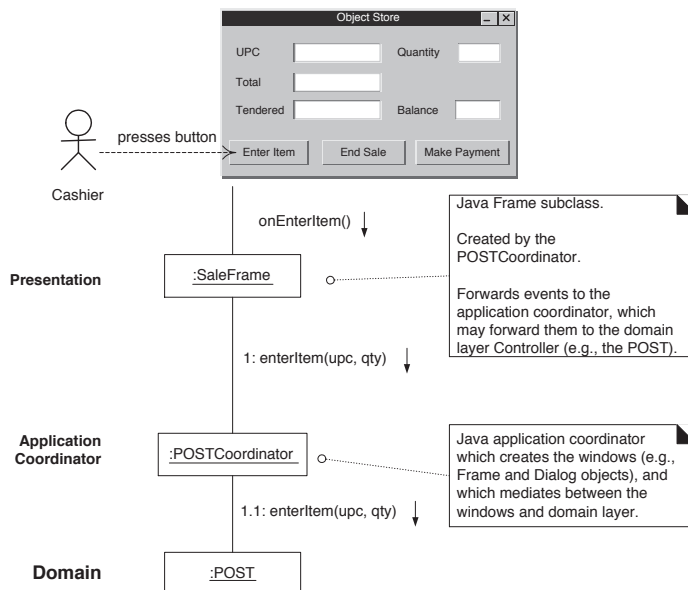 Object Store
UPC
Quantity
Total
Tendered
Balance
presses button
Enter Item
End Sale
Make Payment
Cashier
onEnterItem()
Java Frame subclass.
Created by the
POSTCoordinator.
Forwards events to the
application coordinator, which
may forward them to the domain
layer Controller (e.g., the POST).
Presentation
:SaleFrame
1: enterItem(upc, qty)
Application
Coordinator
:POSTCoordinator
Java application coordinator
which creates the windows (e.g.,
Frame and Dialog objects), and
which mediates between the
windows and domain layer.
1.1: enterItem(upc, qty)
Domain
:POST